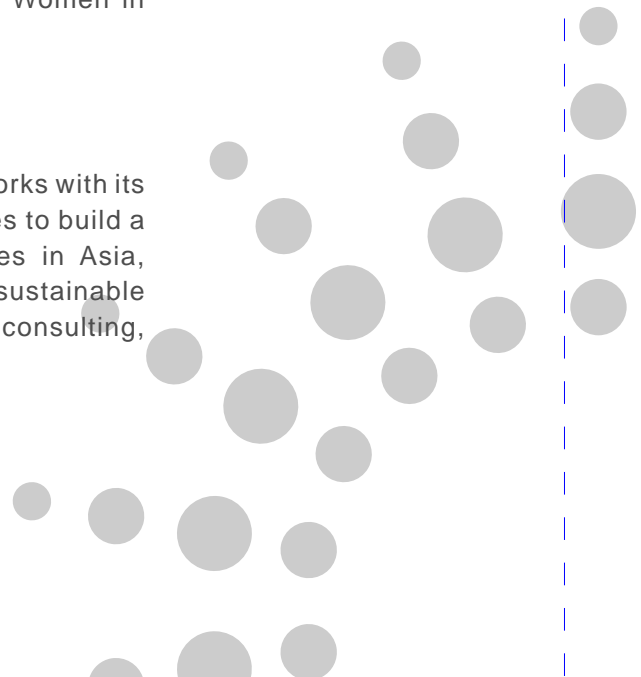 Women in
orks with its
es to build a
es in Asia,
sustainable
consulting,